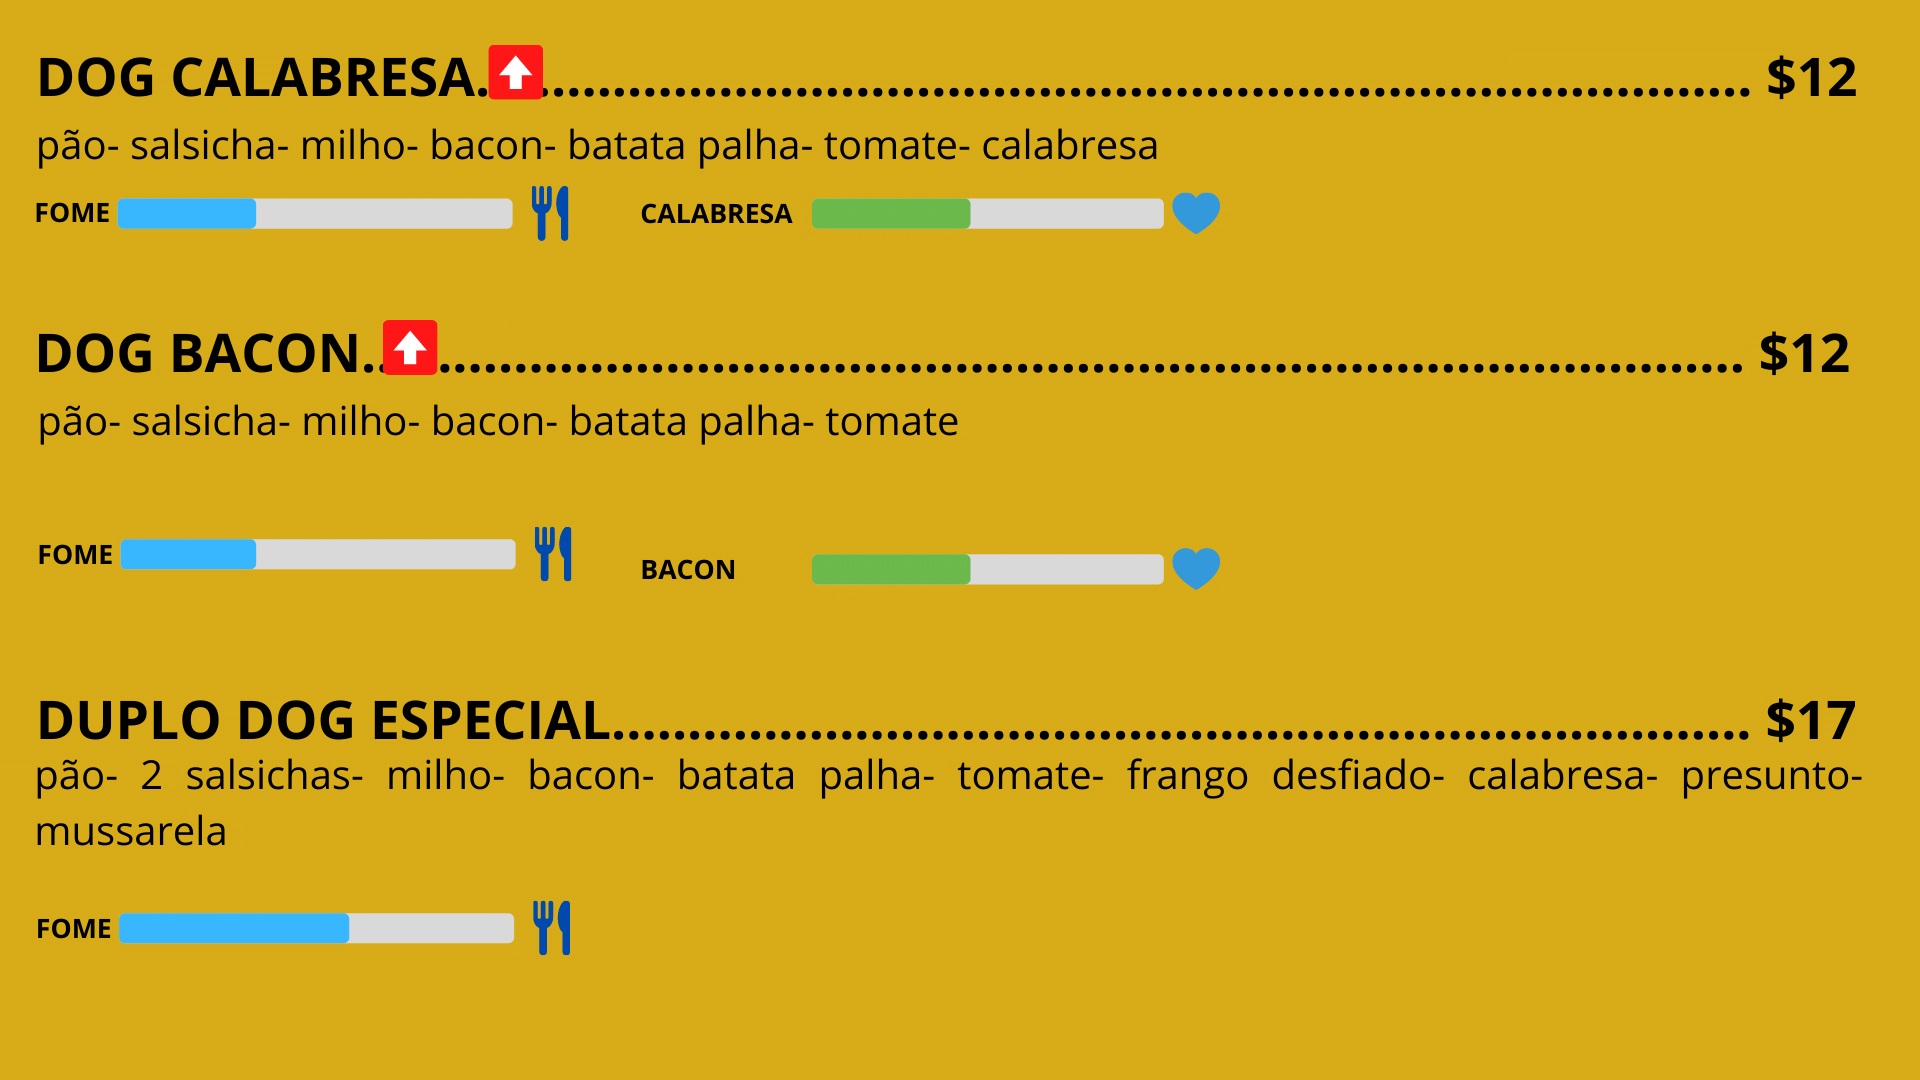 DOG CALABRESA................................................................................ $12
pão- salsicha- milho- bacon- batata palha- tomate- calabresa
FOME CALABRESA
DOG BACON........................................................................................ $12
pão- salsicha- milho- bacon- batata palha- tomate
FOME BACON
DUPLO DOG ESPECIAL......................................................................... $17
pão- 2 salsichas- milho- bacon- batata palha- tomate- frango desfiado- calabresa- presunto-
mussarela
FOME